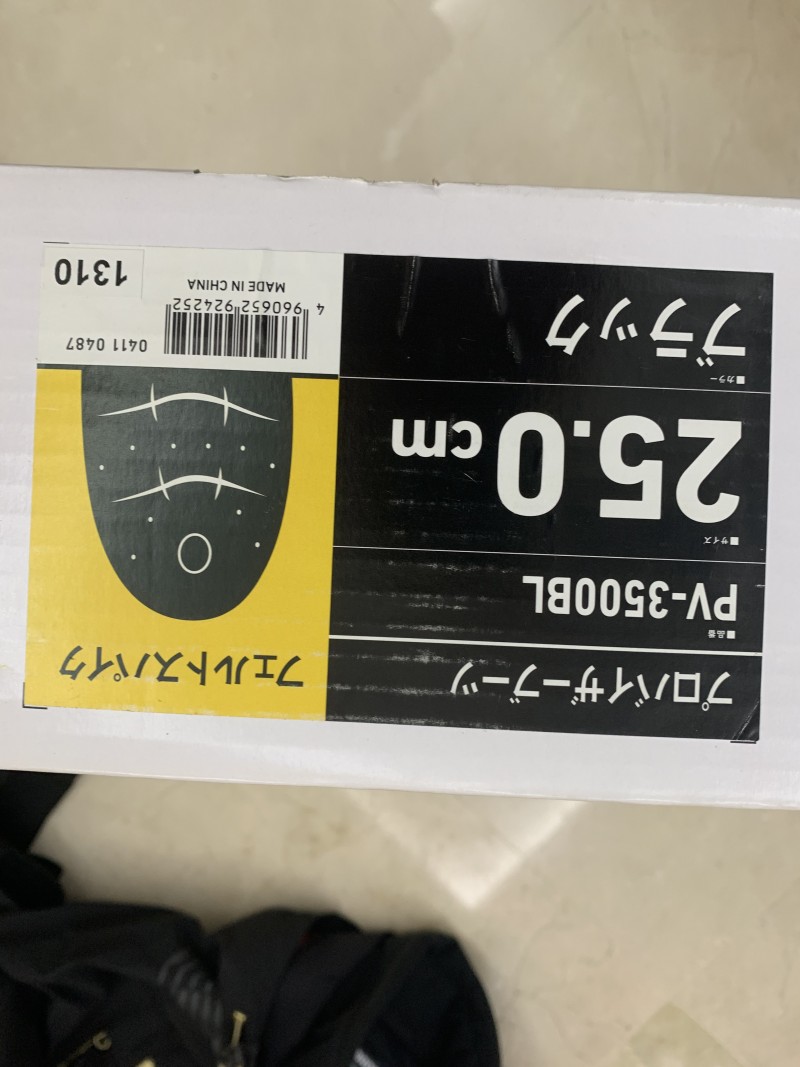 プロバイザーブーツ
■品番
PV-3500BL
■サイズ
25.0cm
■カラー
ブラック
フェルトスパイク
0411 0487
4 960652 924252
MADE IN CHINA
1310